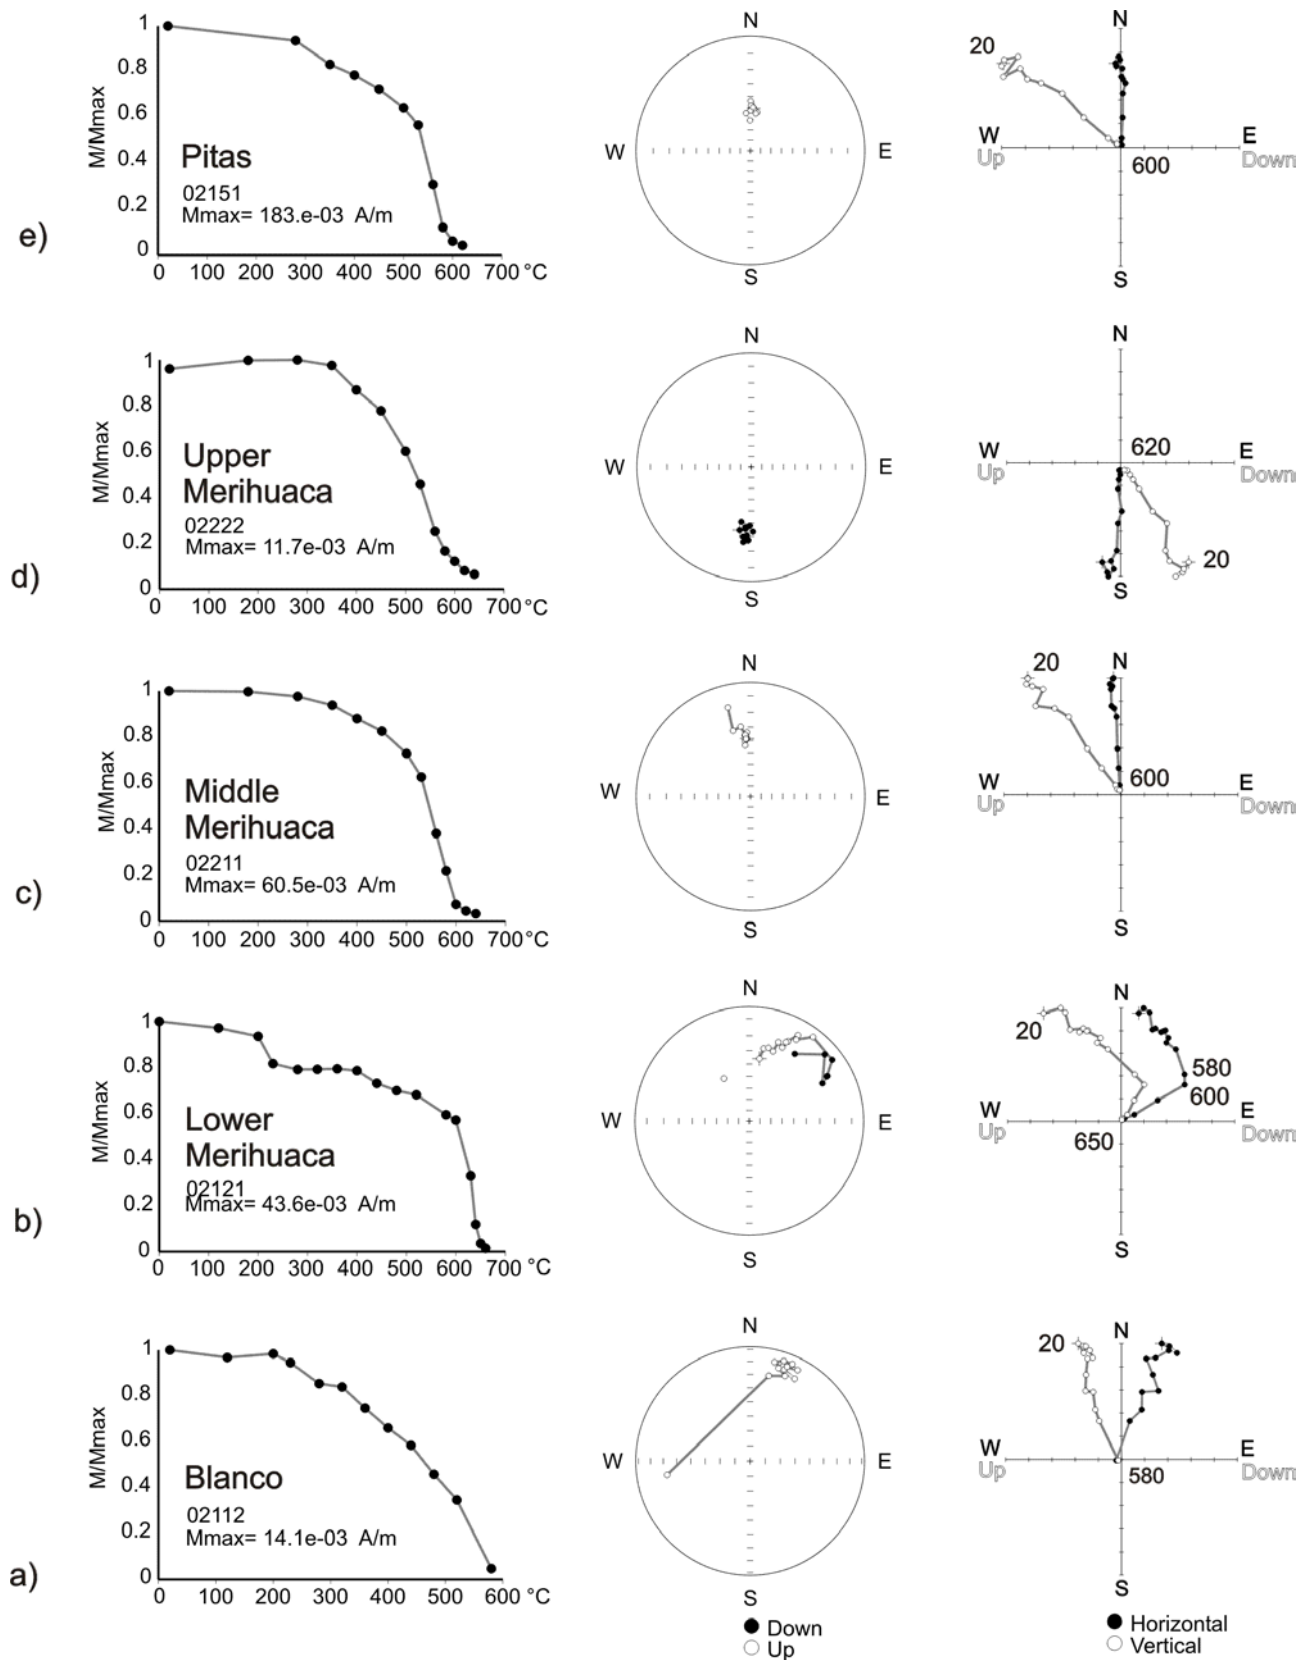 N
N
1
0.8
0.6
0.4
0.2
0
M/Mmax
Pitas
02151
Mmax= 183.e-03 A/m
0 100 200 300 400 500 600 700 °C
e)
W
E
S
20
W
Up
E
Down
600
S
N
N
1
0.8
0.6
0.4
0.2
0
M/Mmax
Upper
Merihuaca
02222
Mmax= 11.7e-03 A/m
0 100 200 300 400 500 600 700 °C
d)
W
E
S
620
W
Up
E
Down
20
S
N
N
1
0.8
0.6
0.4
0.2
0
M/Mmax
Middle
Merihuaca
02211
Mmax= 60.5e-03 A/m
0 100 200 300 400 500 600 700 °C
c)
W
E
S
20
600
W
Up
E
Down
S
N
N
1
0.8
0.6
0.4
0.2
0
M/Mmax
Lower
Merihuaca
02121
Mmax= 43.6e-03 A/m
0 100 200 300 400 500 600 700 °C
b)
W
E
S
20
580
600
W
Up
E
Down
650
S
N
N
1
0.8
0.6
0.4
0.2
0
M/Mmax
Blanco
02112
Mmax= 14.1e-03 A/m
0 100 200 300 400 500 600 °C
a)
W
E
S
20
W
Up
E
Down
580
S
Down
Up
Horizontal
Vertical